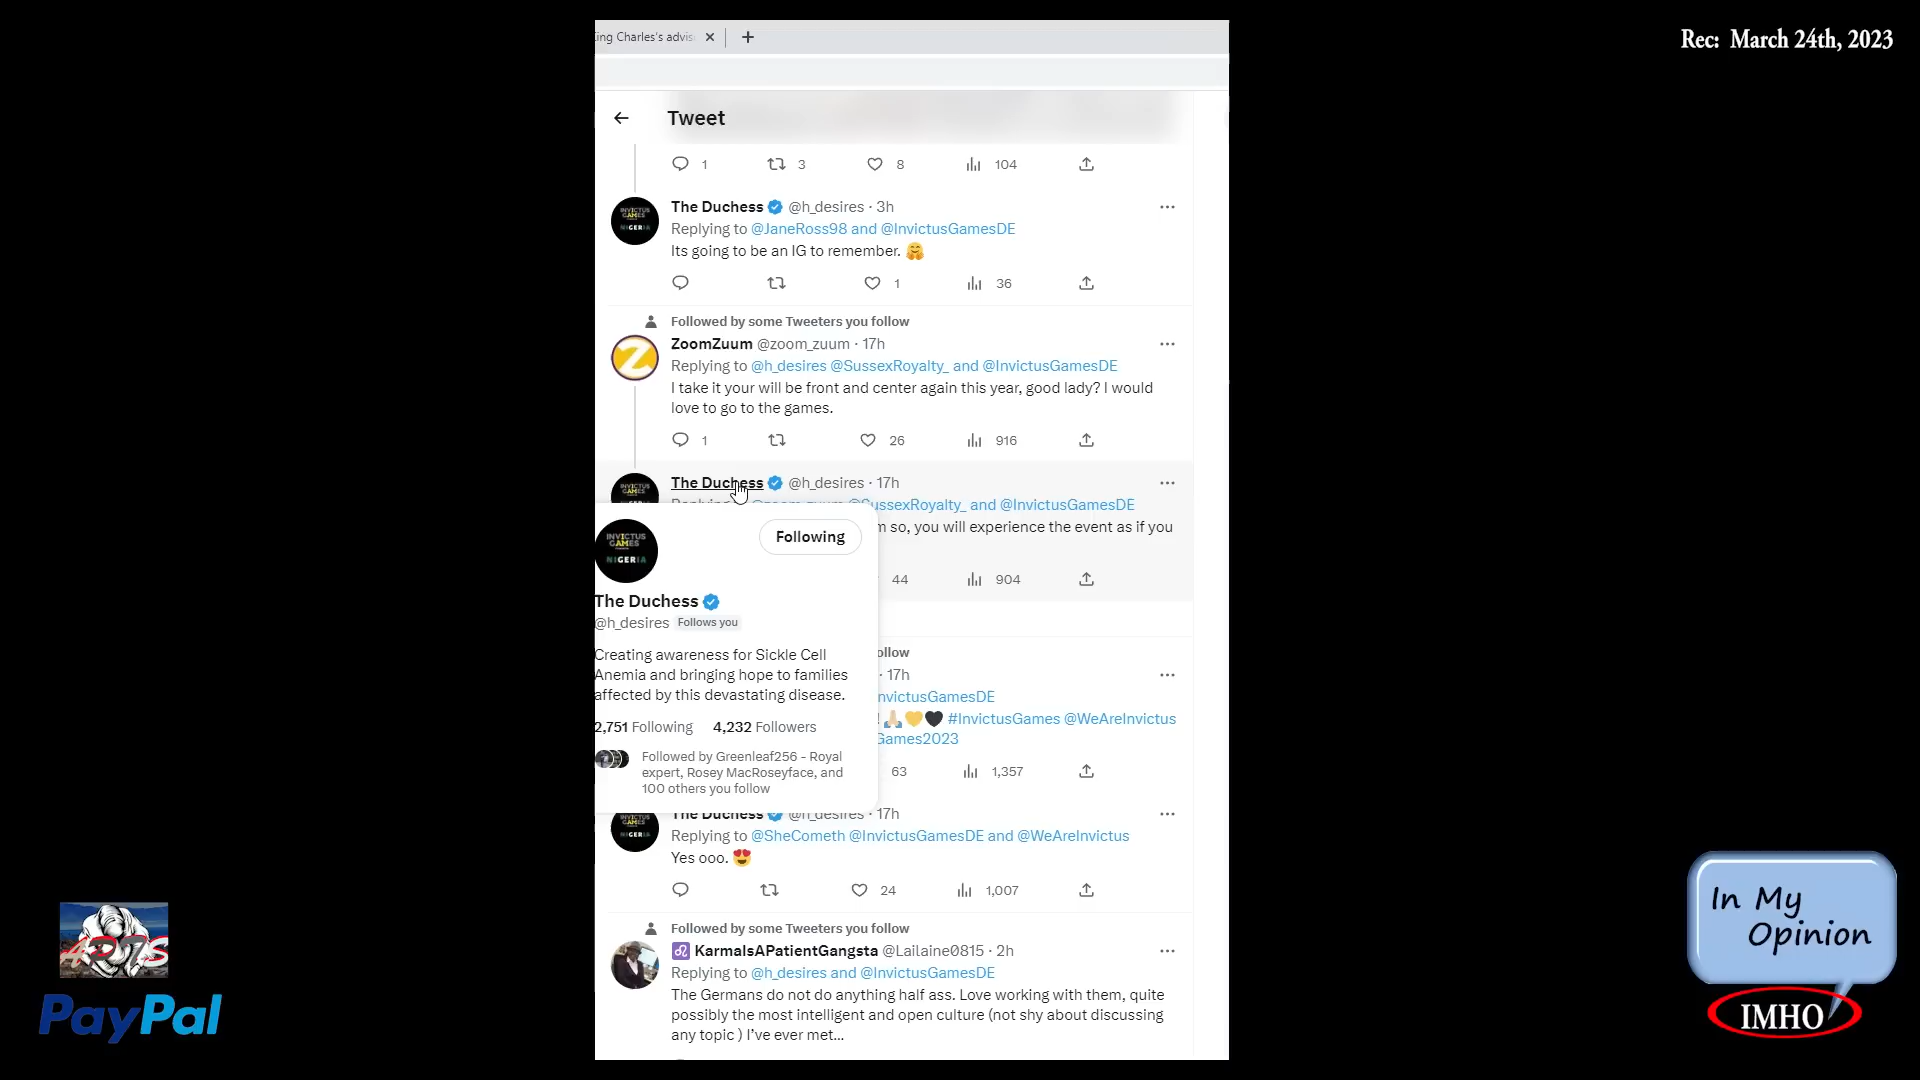 Rec: March 24th, 2023
King Charles's advis
Tweet
1 3 8 104
The Duchess @h_desires · 3h
Replying to @JaneRoss98 and @InvictusGamesDE
Its going to be an IG to remember. 🤗
1 36
Followed by some Tweeters you follow
ZoomZuum @zoom_zuum · 17h
Replying to @h_desires @SussexRoyalty_ and @InvictusGamesDE
I take it your will be front and center again this year, good lady? I would
love to go to the games.
1 26 916
The Duchess @h_desires · 17h
@SussexRoyalty_ and @InvictusGamesDE
so, you will experience the event as if you
44 904
INVICTUS
GAMES
NIGERIA
Following
The Duchess
@h_desires Follows you
Creating awareness for Sickle Cell
Anemia and bringing hope to families
affected by this devastating disease.
2,751 Following 4,232 Followers
Followed by Greenleaf256 - Royal
expert, Rosey MacRoseyface, and
100 others you follow
ollow
· 17h
nvictusGamesDE
! 🙏🏻💛🖤 #InvictusGames @WeAreInvictus
Games2023
63 1,357
The Duchess @h_desires · 17h
Replying to @SheCometh @InvictusGamesDE and @WeAreInvictus
Yes ooo. 😍
24 1,007
Followed by some Tweeters you follow
♌ KarmaIsAPatientGangsta @Lailaine0815 · 2h
Replying to @h_desires and @InvictusGamesDE
The Germans do not do anything half ass. Love working with them, quite
possibly the most intelligent and open culture (not shy about discussing
any topic ) I've ever met...
PayPal
In My
Opinion
IMHO